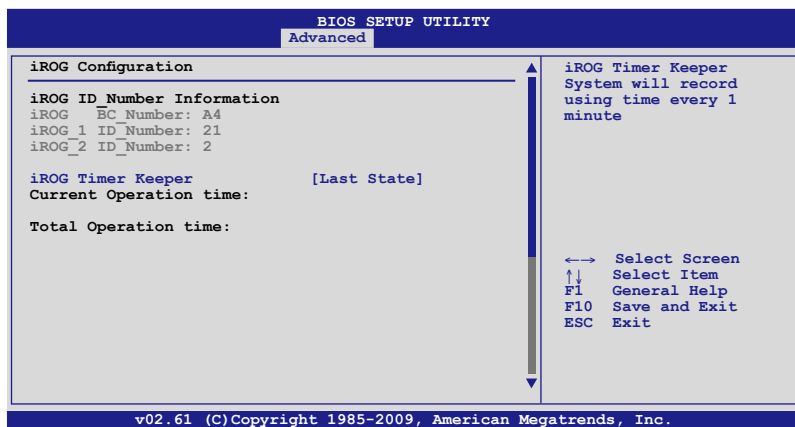 BIOS SETUP UTILITY
Advanced
iROG Configuration
iROG ID_Number Information
iROG BC_Number: A4
iROG_1 ID_Number: 21
iROG_2 ID_Number: 2
iROG Timer Keeper [Last State]
Current Operation time:
Total Operation time:
iROG Timer Keeper
System will record
using time every 1
minute
←→ Select Screen
↑↓ Select Item
F1 General Help
F10 Save and Exit
ESC Exit
v02.61 (C)Copyright 1985-2009, American Megatrends, Inc.